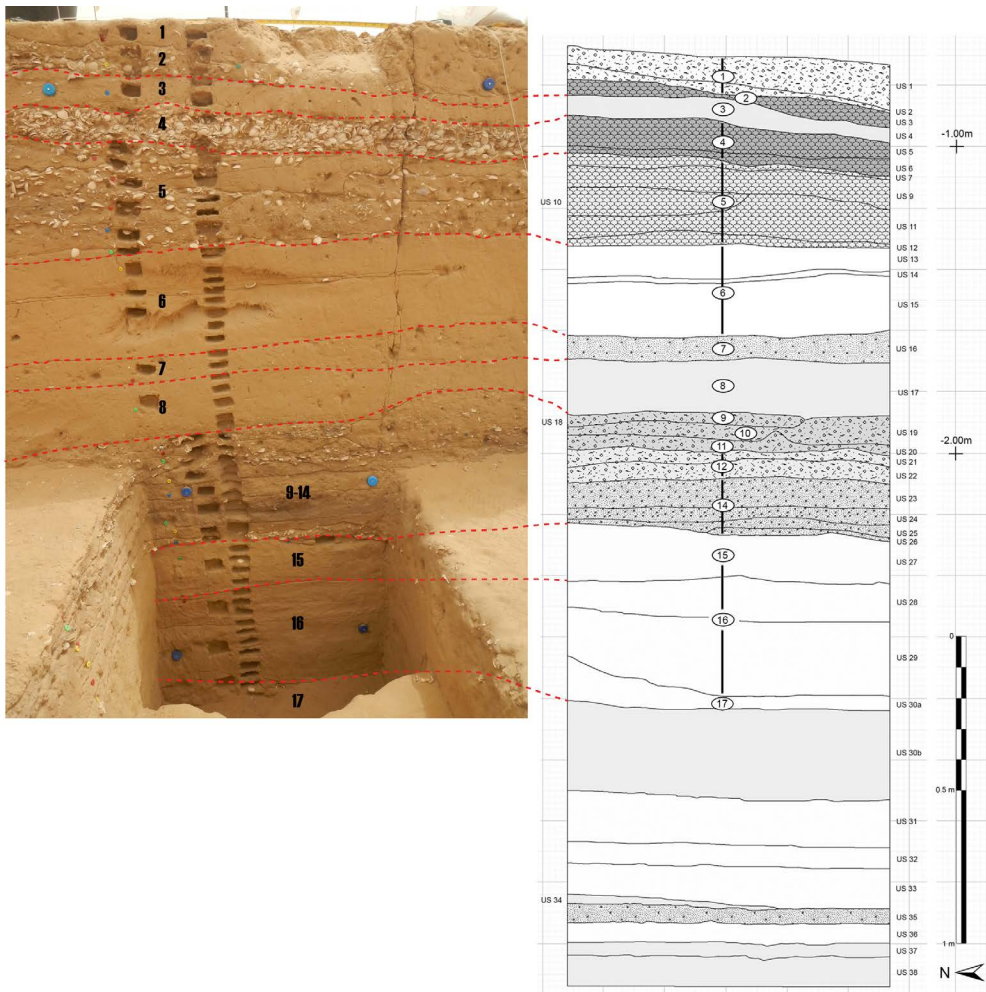 1
2
3
4
5
6
7
8
9-14
15
16
17
1
2
3
4
5
6
7
8
9
10
11
12
14
15
16
17
US 10
US 18
US 34
US 1
US 2
US 3
US 4
US 5
US 6
US 7
US 9
US 11
US 12
US 13
US 14
US 15
US 16
US 17
US 19
US 20
US 21
US 22
US 23
US 24
US 25
US 26
US 27
US 28
US 29
US 30a
US 30b
US 31
US 32
US 33
US 35
US 36
US 37
US 38
-1.00m
-2.00m
0
0.5 m
1 m
N